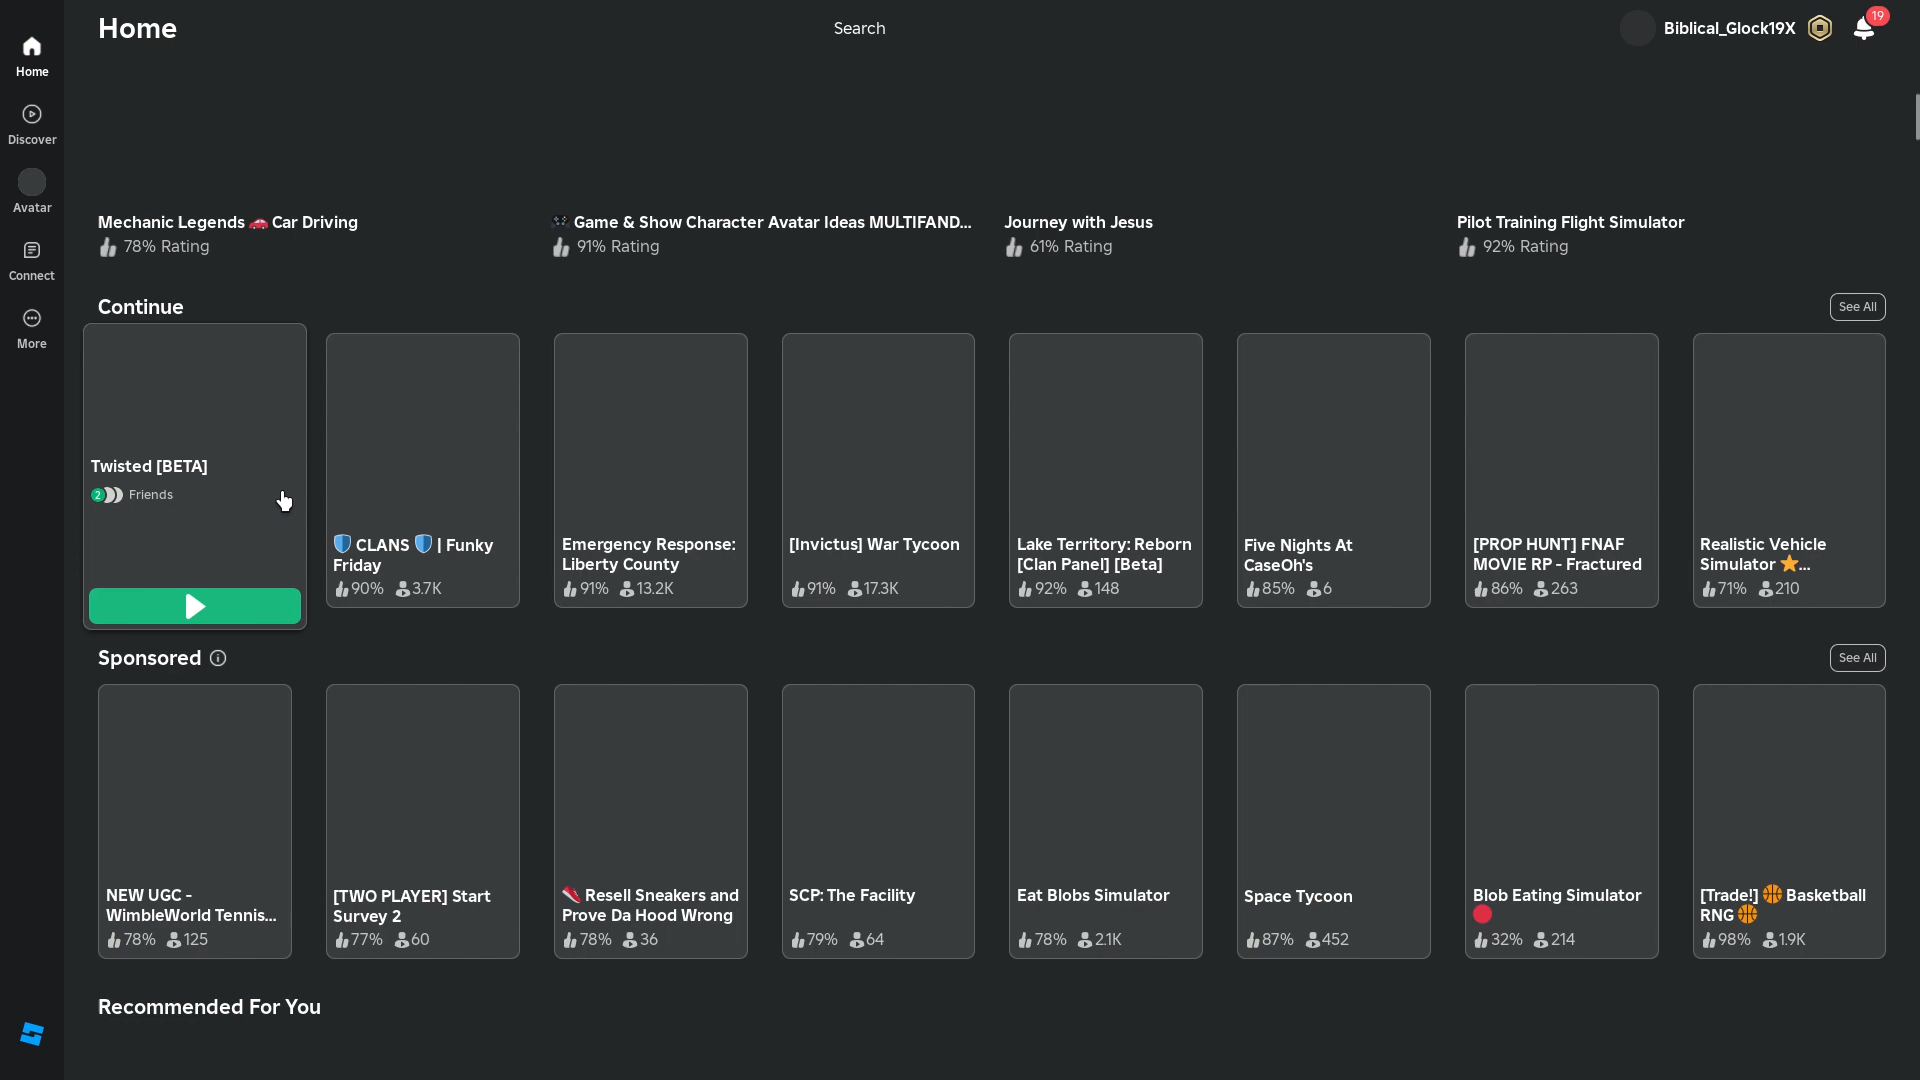 Home
Search
Biblical_Glock19X
19
Home
Discover
Avatar
Connect
More
Mechanic Legends 🚗 Car Driving
78% Rating
🎮 Game & Show Character Avatar Ideas MULTIFAND...
91% Rating
Journey with Jesus
61% Rating
Pilot Training Flight Simulator
92% Rating
Continue
See All
Twisted [BETA]
2 Friends
🛡️ CLANS 🛡️ | Funky
Friday
90% 3.7K
Emergency Response:
Liberty County
91% 13.2K
[Invictus] War Tycoon
91% 17.3K
Lake Territory: Reborn
[Clan Panel] [Beta]
92% 148
Five Nights At
CaseOh's
85% 6
[PROP HUNT] FNAF
MOVIE RP - Fractured
86% 263
Realistic Vehicle
Simulator ⭐...
71% 210
Sponsored
See All
NEW UGC -
WimbleWorld Tennis...
78% 125
[TWO PLAYER] Start
Survey 2
77% 60
👟 Resell Sneakers and
Prove Da Hood Wrong
78% 36
SCP: The Facility
79% 64
Eat Blobs Simulator
78% 2.1K
Space Tycoon
87% 452
Blob Eating Simulator
🔴
32% 214
[Trade!] 🏀 Basketball
RNG 🏀
98% 1.9K
Recommended For You